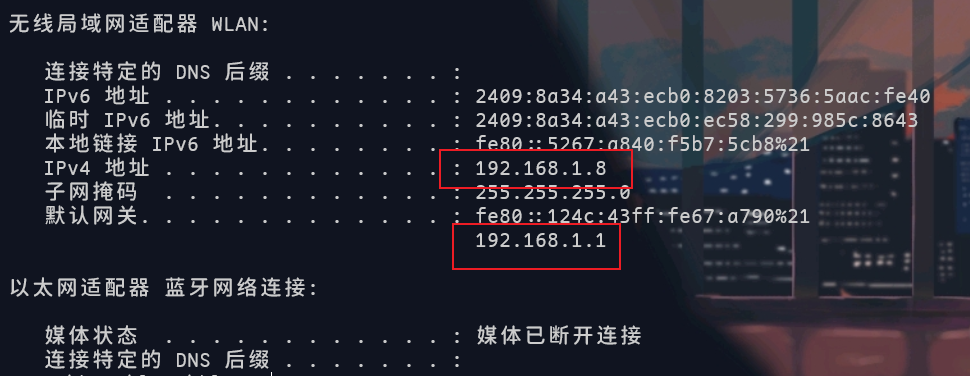 无线局域网适配器 WLAN:
连接特定的 DNS 后缀 . . . . . . . :
IPv6 地址 . . . . . . . . . . . . : 2409:8a34:a43:ecb0:8203:5736:5aac:fe40
临时 IPv6 地址. . . . . . . . . . : 2409:8a34:a43:ecb0:ec58:299:985c:8643
本地链接 IPv6 地址. . . . . . . . : fe80::5267:a840:f5b7:5cb8%21
IPv4 地址 . . . . . . . . . . . . : 192.168.1.8
子网掩码 . . . . . . . . . . . . : 255.255.255.0
默认网关. . . . . . . . . . . . . : fe80::124c:43ff:fe67:a790%21
192.168.1.1
以太网适配器 蓝牙网络连接:
媒体状态 . . . . . . . . . . . . : 媒体已断开连接
连接特定的 DNS 后缀 . . . . . . . :